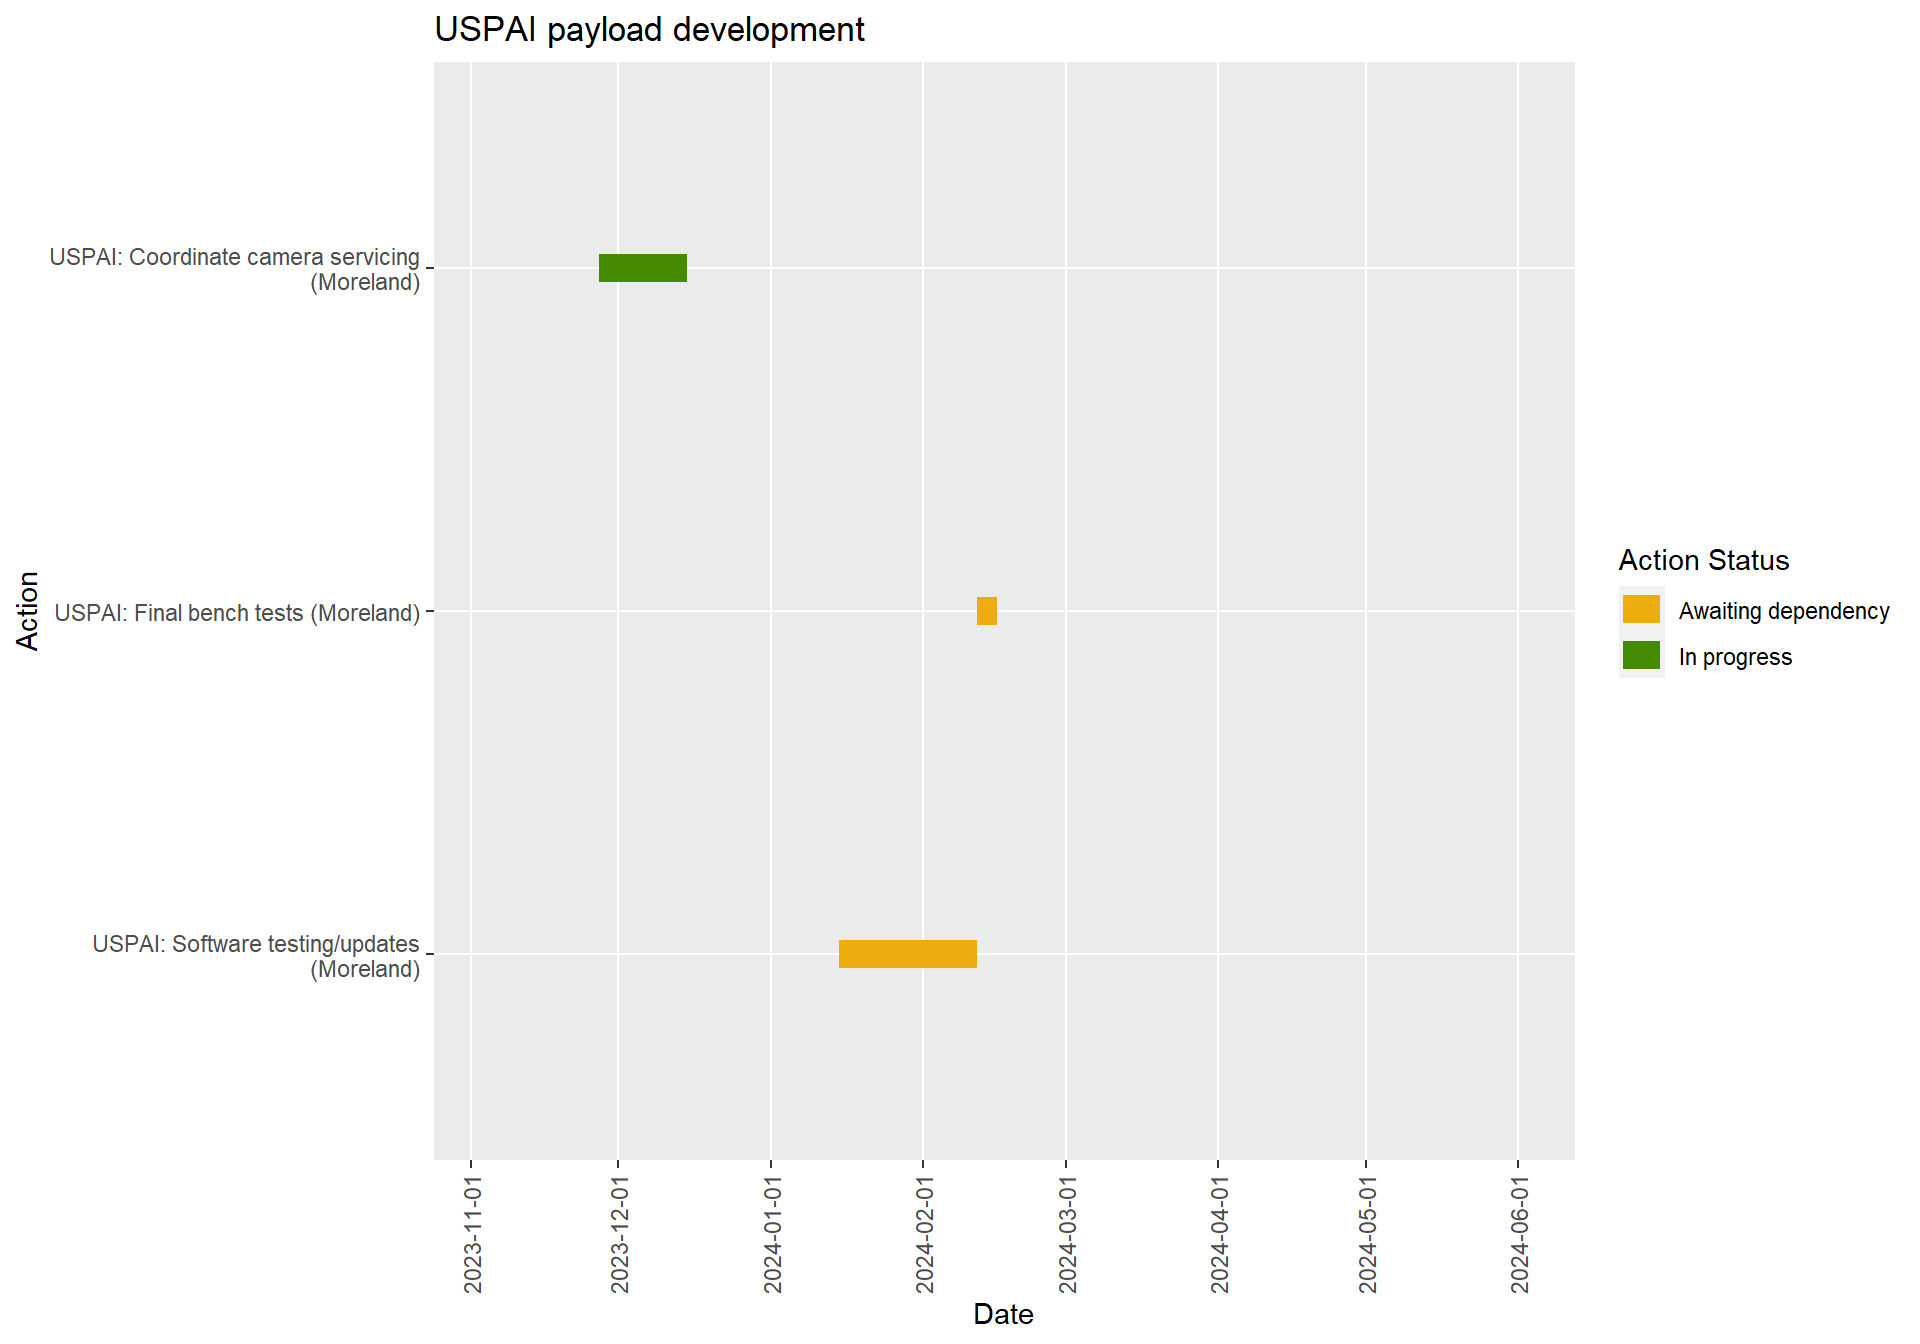 USPAI payload development
USPAI: Coordinate camera servicing
(Moreland)
USPAI: Final bench tests (Moreland)
USPAI: Software testing/updates
(Moreland)
Action
2023-11-01
2023-12-01
2024-01-01
2024-02-01
2024-03-01
2024-04-01
2024-05-01
2024-06-01
Date
Action Status
Awaiting dependency
In progress